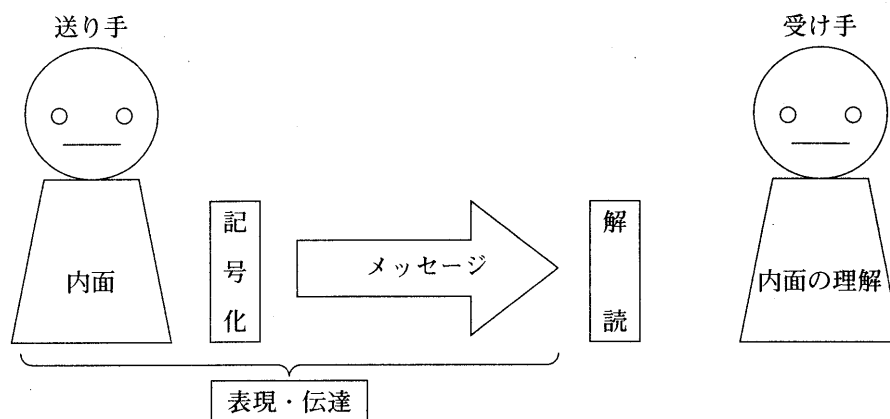 送り手
受け手
内面
記号化
メッセージ
解読
内面の理解
表現・伝達